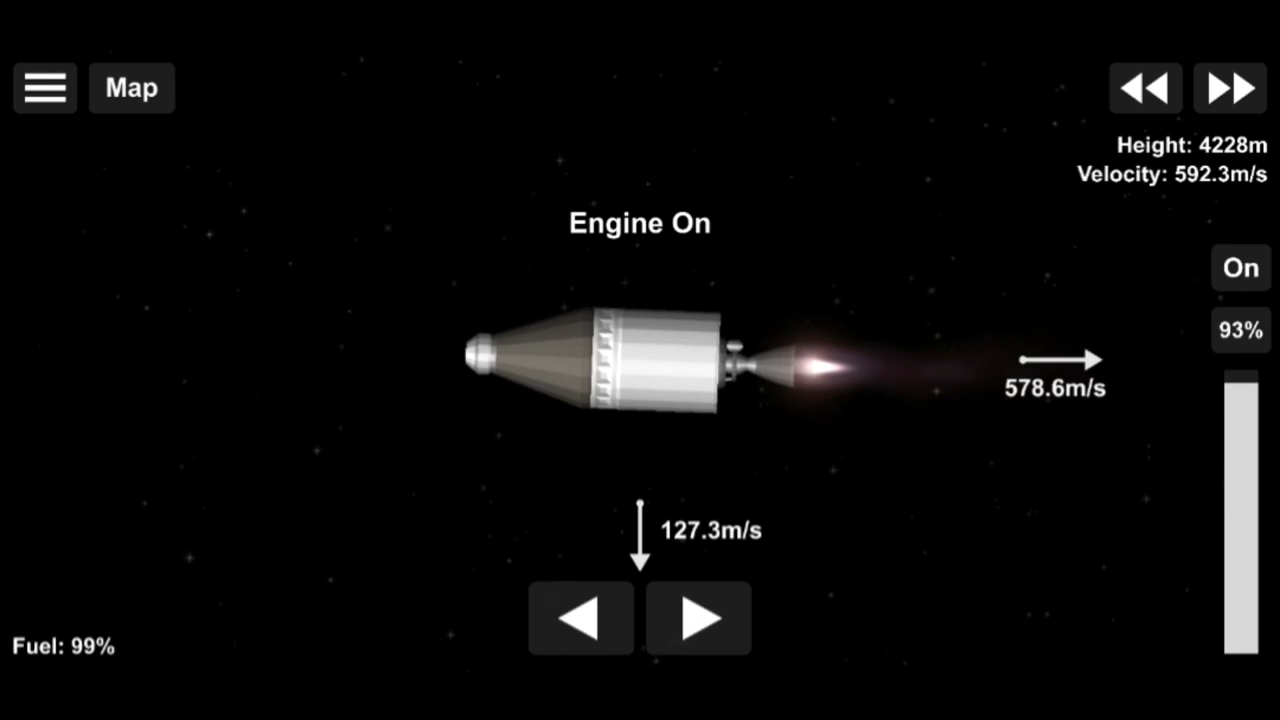 Map
Height: 4228m
Velocity: 592.3m/s
Engine On
On
93%
578.6m/s
127.3m/s
Fuel: 99%